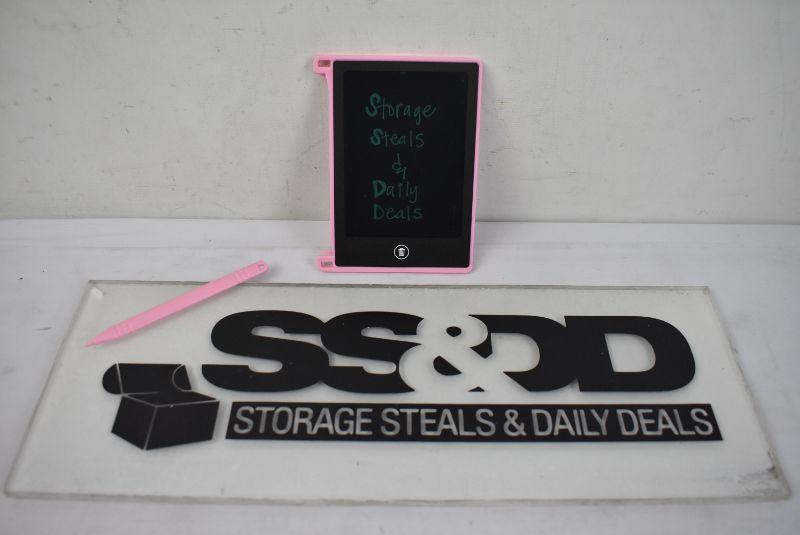 Storage
Steals
&
Daily
Deals
SS&DD
STORAGE STEALS & DAILY DEALS